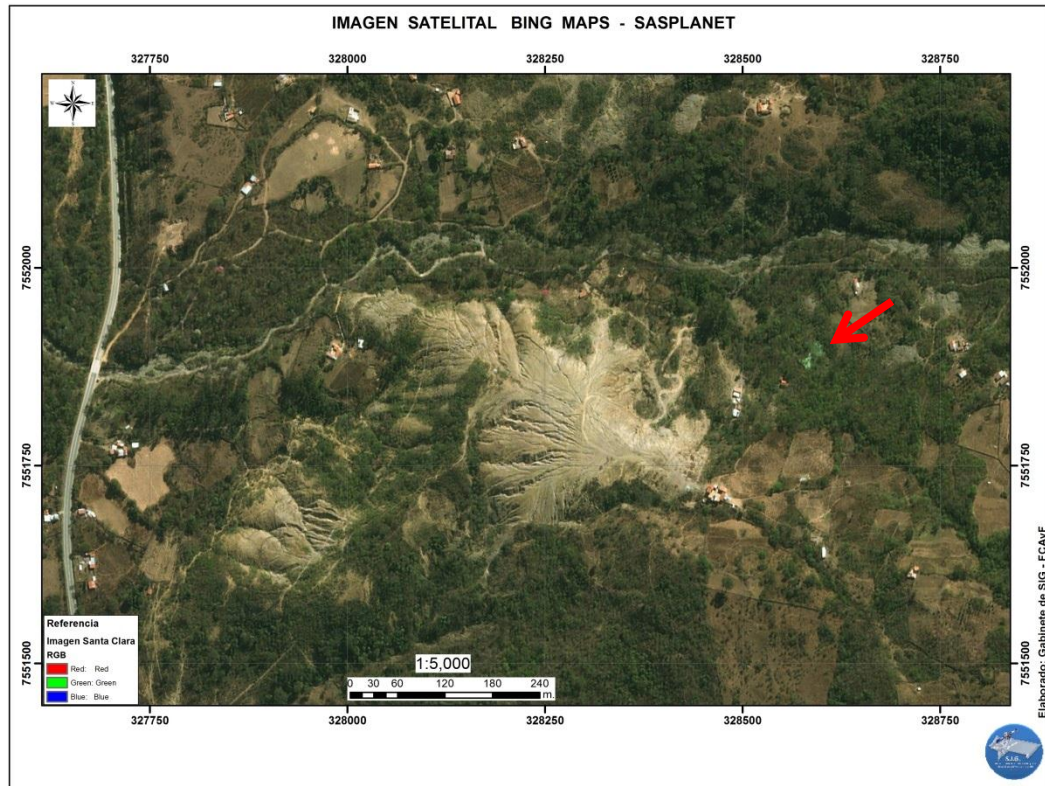 IMAGEN SATELITAL BING MAPS - SASPLANET
327750 328000 328250 328500 328750
7552000 7552000
7551750 7551750
7551500 7551500
Referencia
Imagen Santa Clara
RGB
Red: Red
Green: Green
Blue: Blue
1:5,000
0 30 60 120 180 240
m.
327750 328000 328250 328500 328750
Elaborado: Gabinete de SIG - FCAyF
S.I.G.